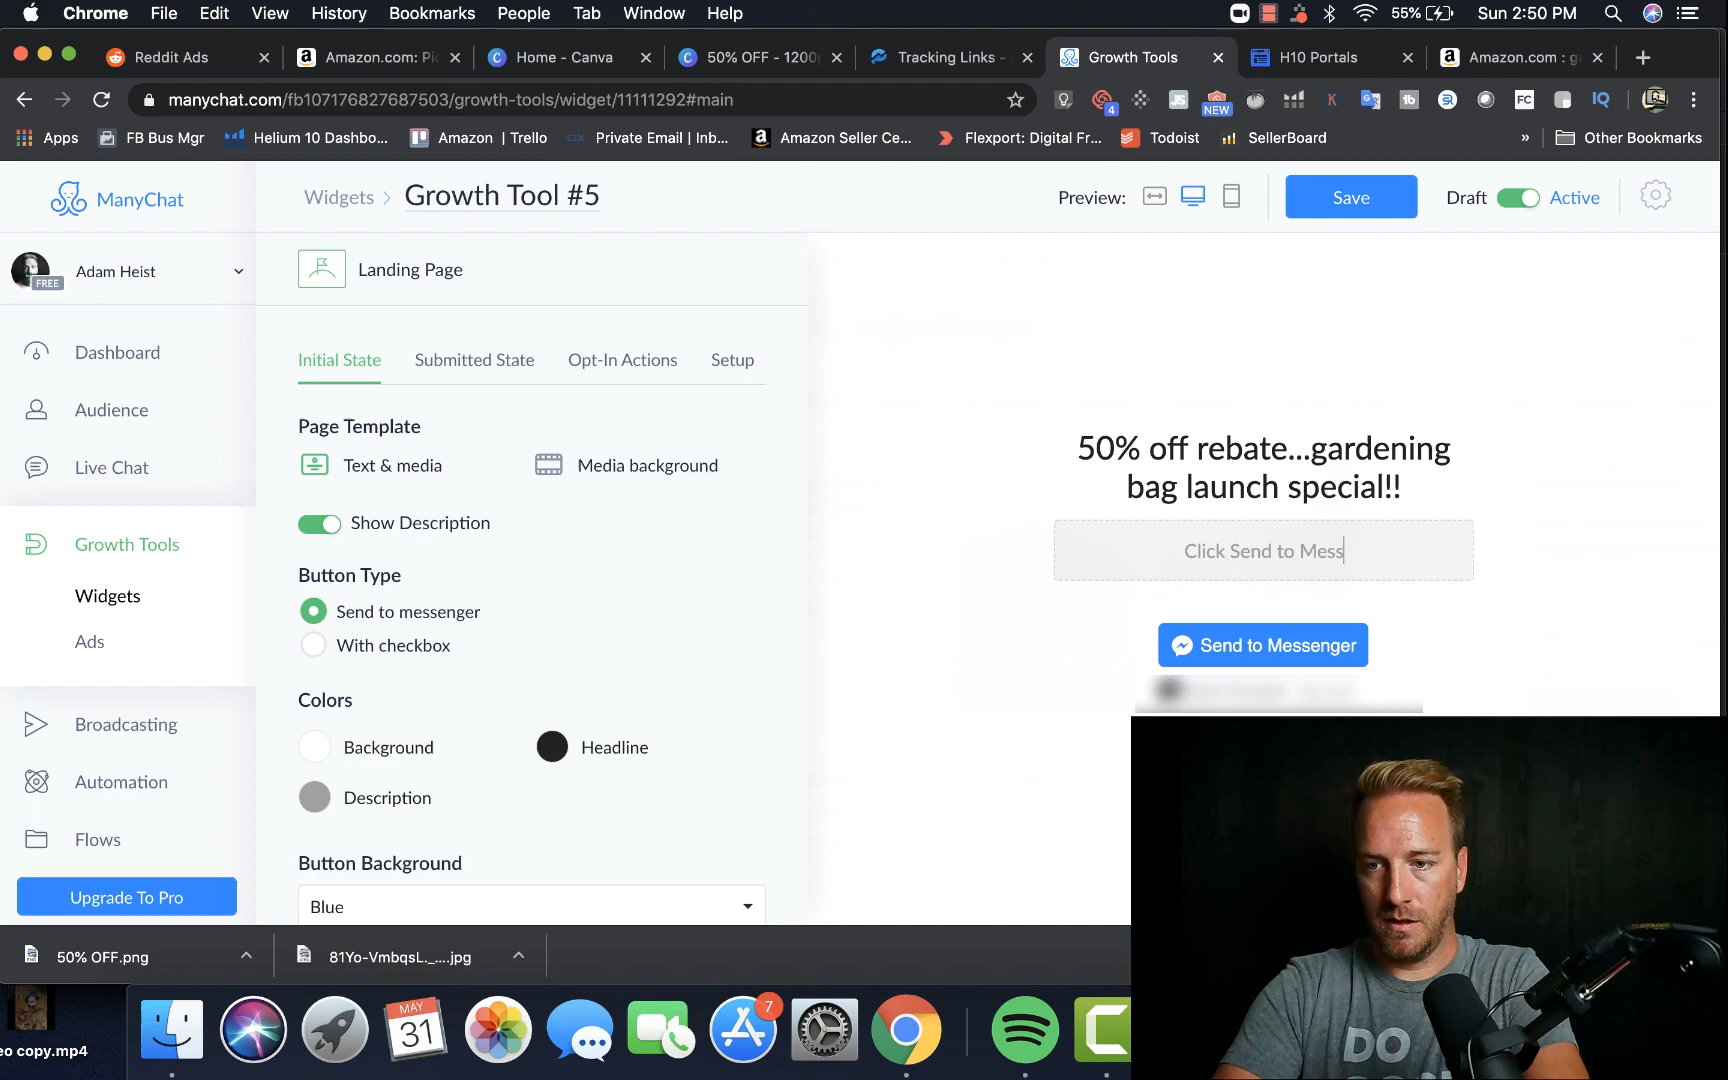 Chrome File Edit View History Bookmarks People Tab Window Help 55% Sun 2:50 PM
Reddit Ads Amazon.com: Pic Home - Canva 50% OFF - 1200 Tracking Links - Growth Tools H10 Portals Amazon.com : g
manychat.com/fb107176827687503/growth-tools/widget/11111292#main 4 JS NEW K tb FC IQ
Apps FB Bus Mgr Helium 10 Dashbo... Amazon | Trello Private Email | Inb... Amazon Seller Ce... Flexport: Digital Fr... Todoist SellerBoard » Other Bookmarks
ManyChat Widgets Growth Tool #5 Preview: Save Draft Active
Adam Heist
FREE
Landing Page
Dashboard
Audience
Live Chat
Growth Tools
Widgets
Ads
Broadcasting
Automation
Flows
Upgrade To Pro
Initial State Submitted State Opt-In Actions Setup
Page Template
Text & media Media background
Show Description
Button Type
Send to messenger
With checkbox
Colors
Background Headline
Description
Button Background
Blue
50% off rebate...gardening
bag launch special!!
Click Send to Mess
Send to Messenger
50% OFF.png 81Yo-VmbqsL._....jpg
eo copy.mp4
MAY
31
7
DO